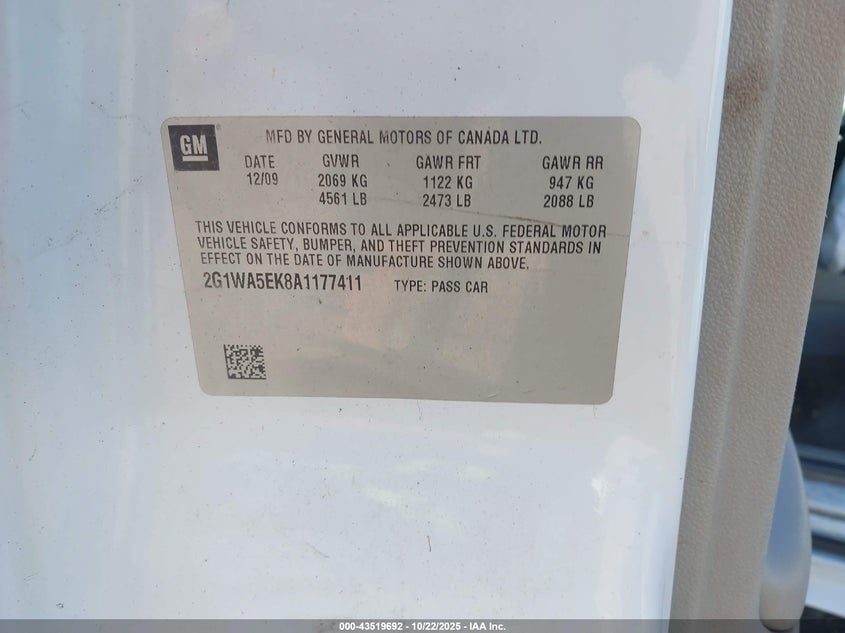 GM
MFD BY GENERAL MOTORS OF CANADA LTD.
DATE GVWR GAWR FRT GAWR RR
12/09 2069 KG 1122 KG 947 KG
4561 LB 2473 LB 2088 LB
THIS VEHICLE CONFORMS TO ALL APPLICABLE U.S. FEDERAL MOTOR
VEHICLE SAFETY, BUMPER, AND THEFT PREVENTION STANDARDS IN
EFFECT ON THE DATE OF MANUFACTURE SHOWN ABOVE.
2G1WA5EK8A1177411 TYPE: PASS CAR
000-43519692 - 10/22/2025 - IAA Inc.